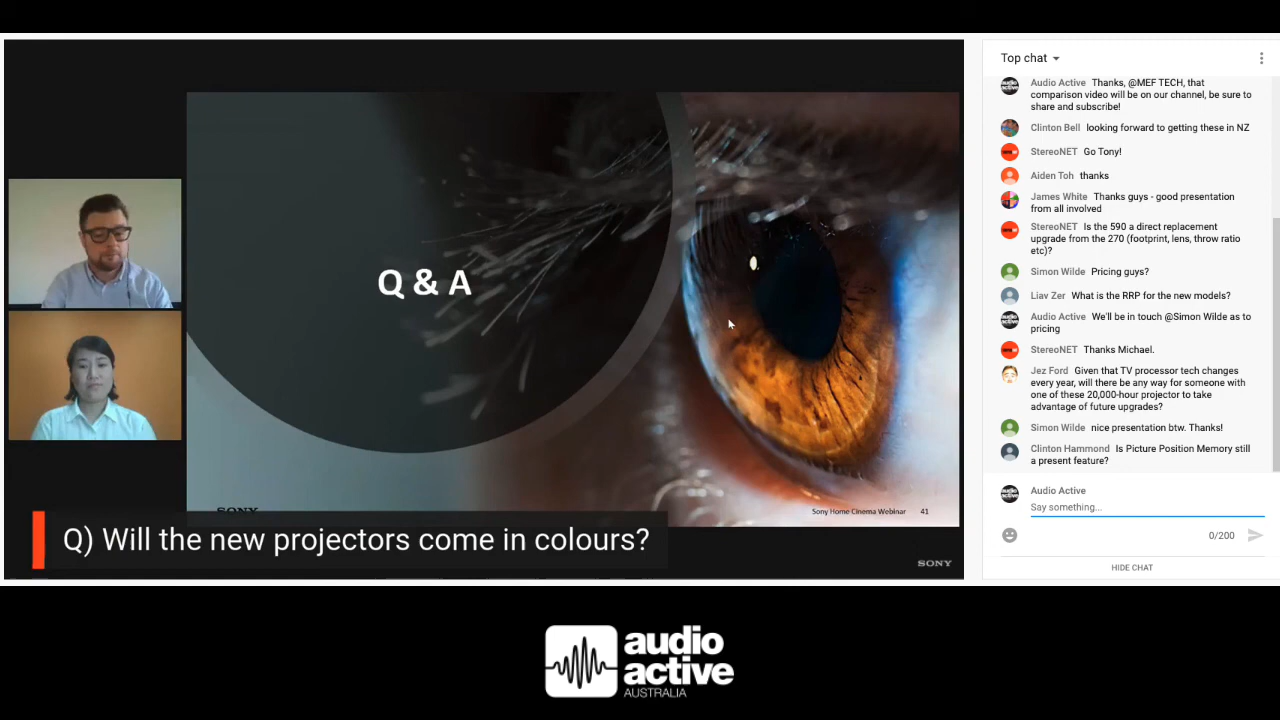 Q & A
SONY
Sony Home Cinema Webinar 41
Q) Will the new projectors come in colours?
SONY
Top chat
Audio Active Thanks, @MEF TECH, that
comparison video will be on our channel, be sure to
share and subscribe!
Clinton Bell looking forward to getting these in NZ
StereoNET Go Tony!
Aiden Toh thanks
James White Thanks guys - good presentation
from all involved
StereoNET Is the 590 a direct replacement
upgrade from the 270 (footprint, lens, throw ratio
etc)?
Simon Wilde Pricing guys?
Liav Zer What is the RRP for the new models?
Audio Active We'll be in touch @Simon Wilde as to
pricing
StereoNET Thanks Michael.
Jez Ford Given that TV processor tech changes
every year, will there be any way for someone with
one of these 20,000-hour projector to take
advantage of future upgrades?
Simon Wilde nice presentation btw. Thanks!
Clinton Hammond Is Picture Position Memory still
a present feature?
Audio Active
Say something...
0/200
HIDE CHAT
audio
active
AUSTRALIA